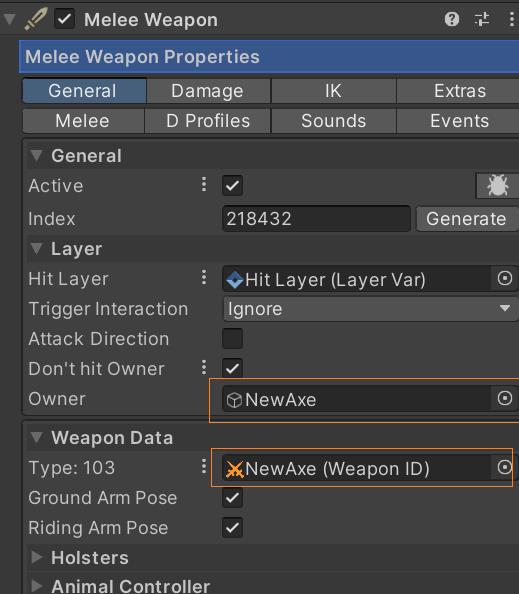 Melee Weapon
Melee Weapon Properties
General Damage IK Extras
Melee D Profiles Sounds Events
General
Active
Index 218432 Generate
Layer
Hit Layer Hit Layer (Layer Var)
Trigger Interaction Ignore
Attack Direction
Don't hit Owner
Owner NewAxe
Weapon Data
Type: 103 NewAxe (Weapon ID)
Ground Arm Pose
Riding Arm Pose
Holsters
Animal Controller